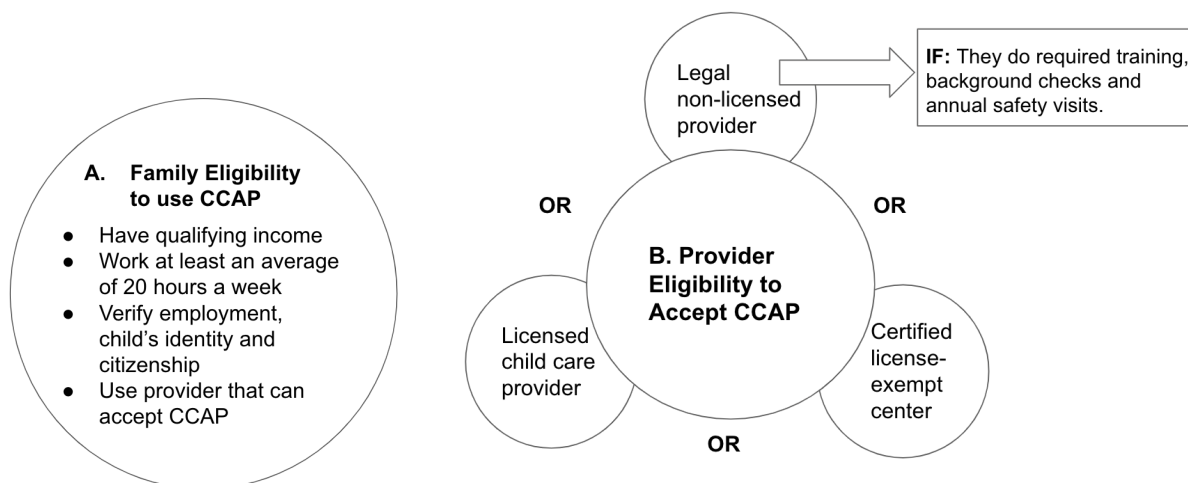 A. Family Eligibility
to use CCAP
● Have qualifying income
● Work at least an average
of 20 hours a week
● Verify employment,
child's identity and
citizenship
● Use provider that can
accept CCAP
Legal
non-licensed
provider
IF: They do required training,
background checks and
annual safety visits.
OR
OR
B. Provider
Eligibility to
Accept CCAP
Licensed
child care
provider
Certified
license-
exempt
center
OR